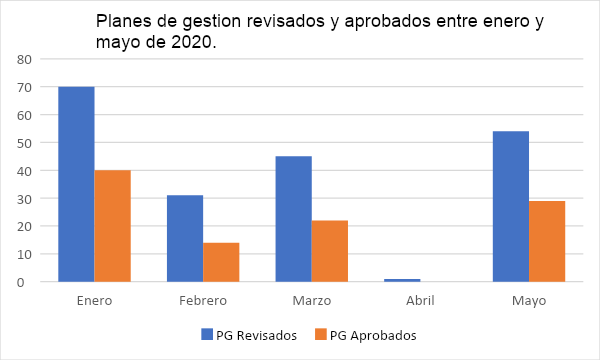 Planes de gestion revisados y aprobados entre enero y
mayo de 2020.
80
70
60
50
40
30
20
10
0
Enero Febrero Marzo Abril Mayo
PG Revisados PG Aprobados